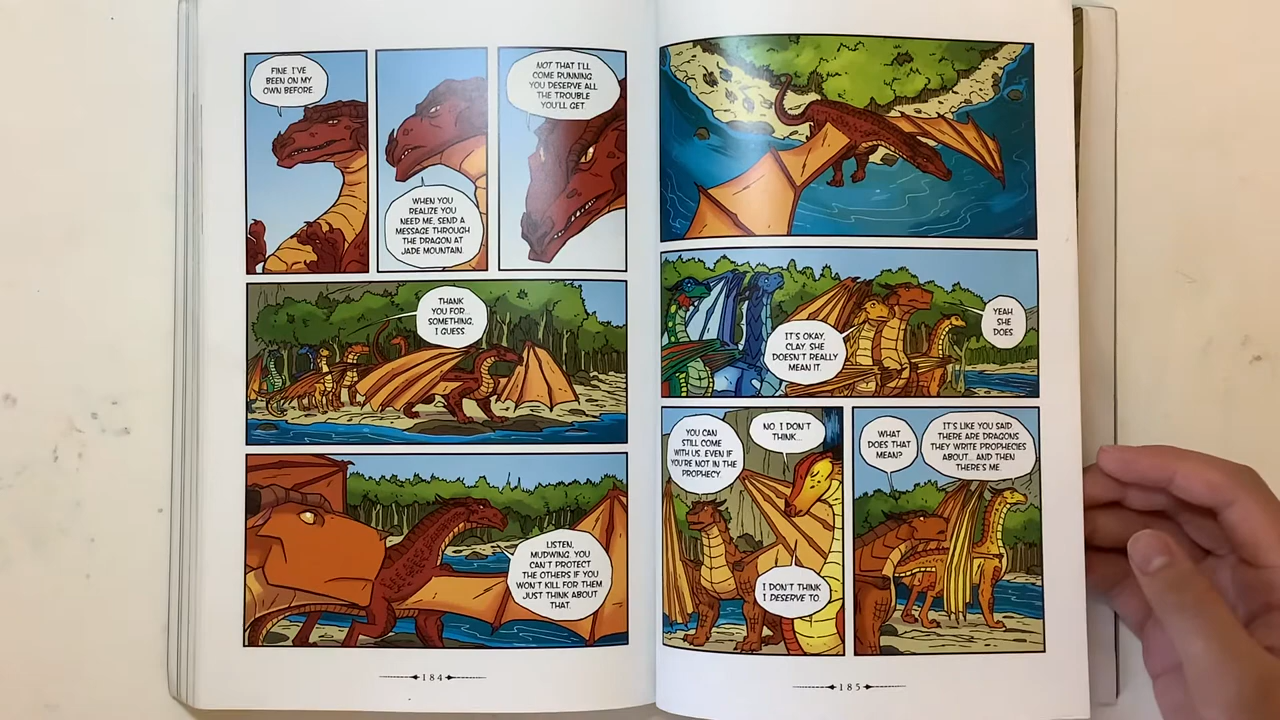 FINE. I'VE
BEEN ON MY
OWN BEFORE.
WHEN YOU
REALIZE YOU
NEED ME, SEND A
MESSAGE THROUGH
THE DRAGON AT
JADE MOUNTAIN.
NOT THAT I'LL
COME RUNNING.
YOU DESERVE ALL
THE TROUBLE
YOU'LL GET.
THANK
YOU FOR...
SOMETHING,
I GUESS.
LISTEN,
MUDWING. YOU
CAN'T PROTECT
THE OTHERS IF YOU
WON'T KILL FOR THEM.
JUST THINK ABOUT
THAT.
184
IT'S OKAY,
CLAY. SHE
DOESN'T REALLY
MEAN IT.
YEAH.
SHE
DOES.
YOU CAN
STILL COME
WITH US. EVEN IF
YOU'RE NOT IN THE
PROPHECY.
NO. I DON'T
THINK...
I DON'T THINK
I DESERVE TO.
WHAT
DOES THAT
MEAN?
IT'S LIKE YOU SAID.
THERE ARE DRAGONS
THEY WRITE PROPHECIES
ABOUT... AND THEN
THERE'S ME.
185